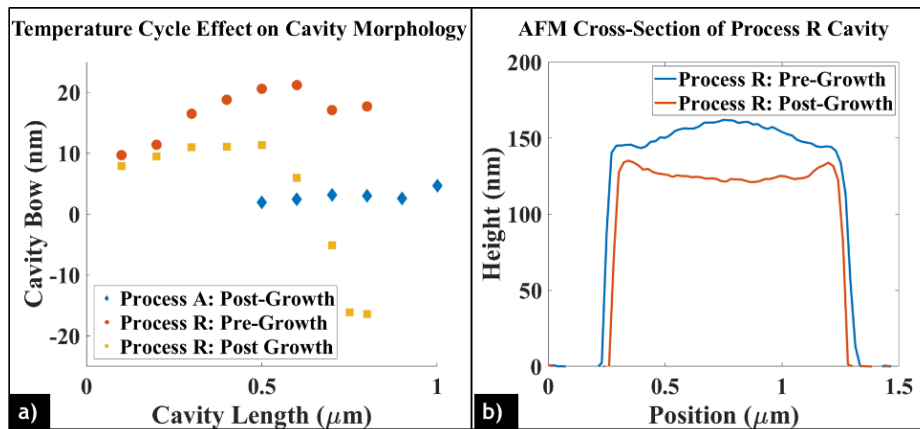 Temperature Cycle Effect on Cavity Morphology
Cavity Bow (nm)
20
10
0
-10
-20
Process A: Post-Growth
Process R: Pre-Growth
Process R: Post Growth
0
0.5
1
Cavity Length (μm)
a)
AFM Cross-Section of Process R Cavity
Height (nm)
200
150
100
50
0
Process R: Pre-Growth
Process R: Post-Growth
0
0.5
1
1.5
Position (μm)
b)